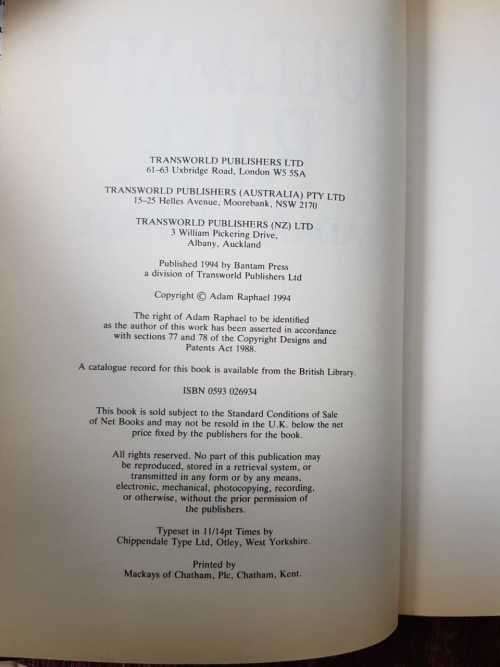 TRANSWORLD PUBLISHERS LTD
61–63 Uxbridge Road, London W5 5SA
TRANSWORLD PUBLISHERS (AUSTRALIA) PTY LTD
15–25 Helles Avenue, Moorebank, NSW 2170
TRANSWORLD PUBLISHERS (NZ) LTD
3 William Pickering Drive,
Albany, Auckland
Published 1994 by Bantam Press
a division of Transworld Publishers Ltd
Copyright © Adam Raphael 1994
The right of Adam Raphael to be identified
as the author of this work has been asserted in accordance
with sections 77 and 78 of the Copyright Designs and
Patents Act 1988.
A catalogue record for this book is available from the British Library.
ISBN 0593 026934
This book is sold subject to the Standard Conditions of Sale
of Net Books and may not be resold in the U.K. below the net
price fixed by the publishers for the book.
All rights reserved. No part of this publication may
be reproduced, stored in a retrieval system, or
transmitted in any form or by any means,
electronic, mechanical, photocopying, recording,
or otherwise, without the prior permission of
the publishers.
Typeset in 11/14pt Times by
Chippendale Type Ltd, Otley, West Yorkshire.
Printed by
Mackays of Chatham, Plc, Chatham, Kent.